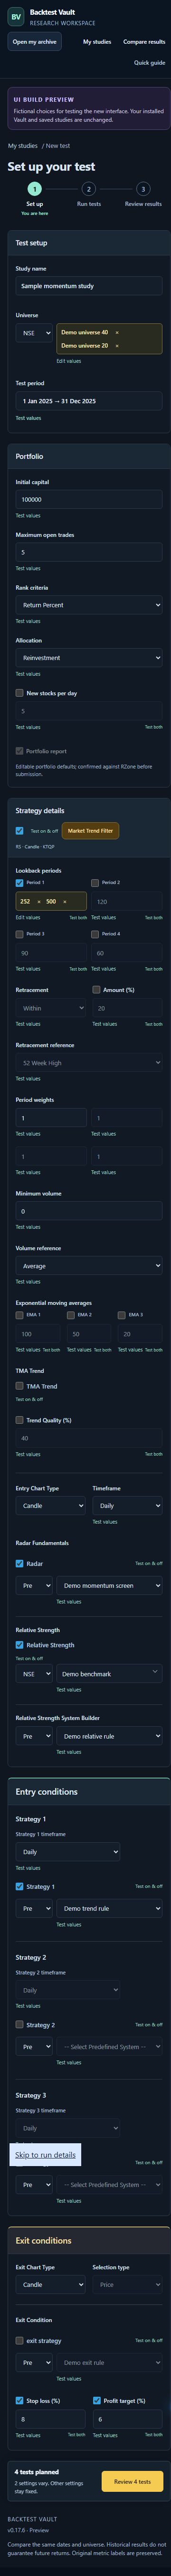 BV
Backtest Vault
RESEARCH WORKSPACE
Open my archive
My studies
Compare results
Quick guide
UI BUILD PREVIEW
Fictional choices for testing the new interface. Your installed
Vault and studies are unchanged.
My studies / New test
Set up your test
1
2
3
Set up
Run tests
Review results
You are here
Test setup
Study name
Sample momentum study
Universe
NSE
Demo universe 40 ×
Demo universe 20 ×
Edit values
Test period
1 Jan 2025 → 31 Dec 2025
Test values
Portfolio
Initial capital
100000
Test values
Maximum open trades
5
Test values
Rank criteria
Return Percent
Test values
Allocation
Reinvestment
Test values
New stocks per day
5
Test values
Test both
Portfolio report
Editable portfolio defaults; confirmed against RZone before
submission.
Strategy details
Test on & off
Market Trend Filter
RS · Candle · KTQP
Lookback periods
Period 1
Period 2
252 × 500 ×
120
Edit values
Test both
Test values
Test both
Period 3
Period 4
90
60
Test values
Test both
Test values
Test both
Retracement
Amount (%)
Within
20
Test values
Test values
Test both
Retracement reference
52 Week High
Test values
Period weights
1
1
Test values
Test values
1
1
Test values
Test values
Minimum volume
0
Test values
Volume reference
Average
Test values
Exponential moving averages
EMA 1
EMA 2
EMA 3
100
50
20
Test values
Test both
Test values
Test both
Test values
Test both
TMA Trend
TMA Trend
Test on & off
Trend Quality (%)
40
Test values
Test both
Entry Chart Type
Timeframe
Candle
Daily
Test values
Radar Fundamentals
Radar
Test on & off
Pre
Demo momentum screen
Test values
Relative Strength
Relative Strength
Test on & off
NSE
Demo benchmark
Test values
Relative Strength System Builder
Pre
Demo relative rule
Test values
Entry conditions
Strategy 1
Strategy 1 timeframe
Daily
Test values
Strategy 1
Test on & off
Pre
Demo trend rule
Test values
Strategy 2
Strategy 2 timeframe
Daily
Test values
Strategy 2
Test on & off
Pre
-- Select Predefined System --
Test values
Strategy 3
Strategy 3 timeframe
Daily
Skip to run details
Test on & off
Pre
-- Select Predefined System --
Test values
Exit conditions
Exit Chart Type
Selection type
Candle
Price
Exit Condition
exit strategy
Test on & off
Pre
Demo exit rule
Test values
Stop loss (%)
Profit target (%)
8
6
Test values
Test both
Test values
Test both
4 tests planned
2 settings vary. Other settings
stay fixed.
Review 4 tests
BACKTEST VAULT
v0.17.6 · Preview
Compare the same dates and universe. Historical results do not
guarantee future returns. Original metric labels are preserved.